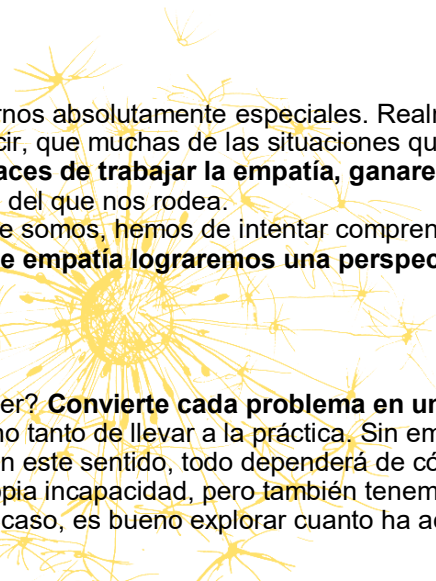 rnos absolutamente especiales. Realm
cir, que muchas de las situaciones qu
aces de trabajar la empatía, ganare
del que nos rodea.
e somos, hemos de intentar compren
e empatía lograremos una perspec
er? Convierte cada problema en un
no tanto de llevar a la práctica. Sin em
n este sentido, todo dependerá de có
opia incapacidad, pero también tenem
caso, es bueno explorar cuanto ha ac